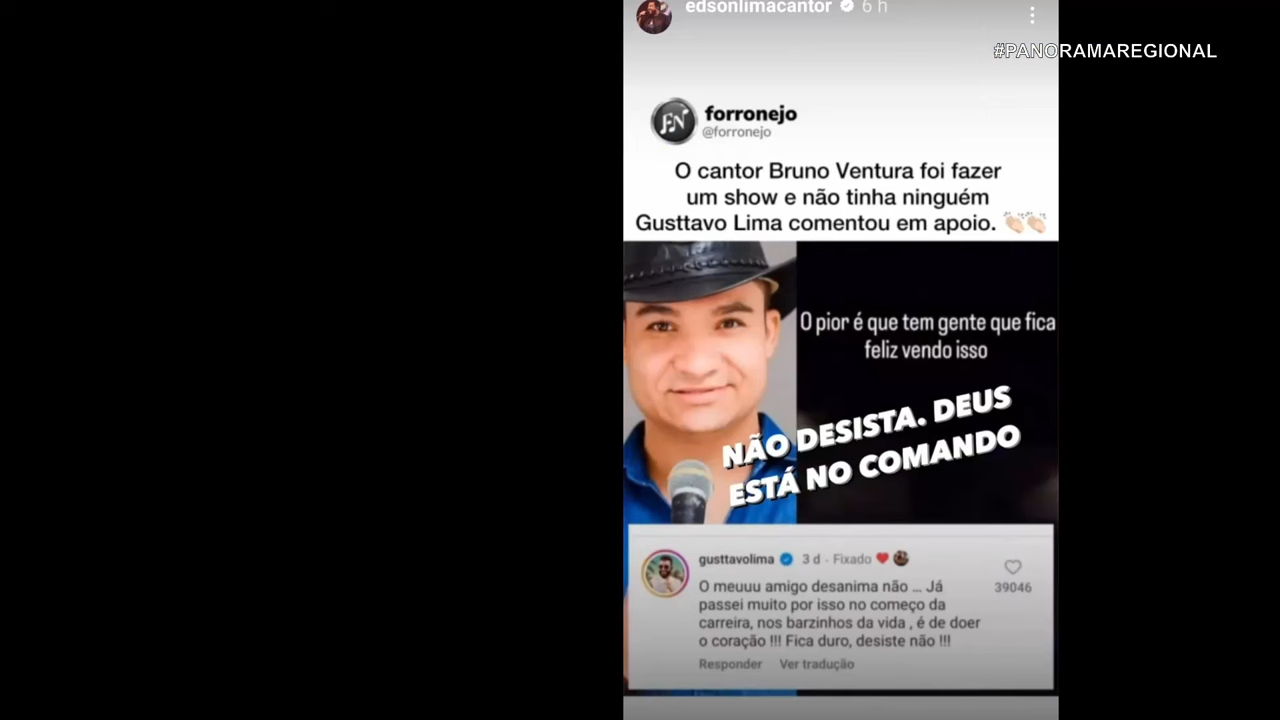 edsonlimacantor 6 h
#PANORAMAREGIONAL
forronejo
@forronejo
O cantor Bruno Ventura foi fazer
um show e não tinha ninguém
Gusttavo Lima comentou em apoio. 👏🏻👏🏻
O pior é que tem gente que fica
feliz vendo isso
NÃO DESISTA. DEUS
ESTÁ NO COMANDO
gusttavolima 3 d · Fixado ❤️
O meuuu amigo desanima não ... Já
passei muito por isso no começo da
carreira, nos barzinhos da vida , é de doer
o coração !!! Fica duro, desiste não !!!
39046
Responder Ver tradução